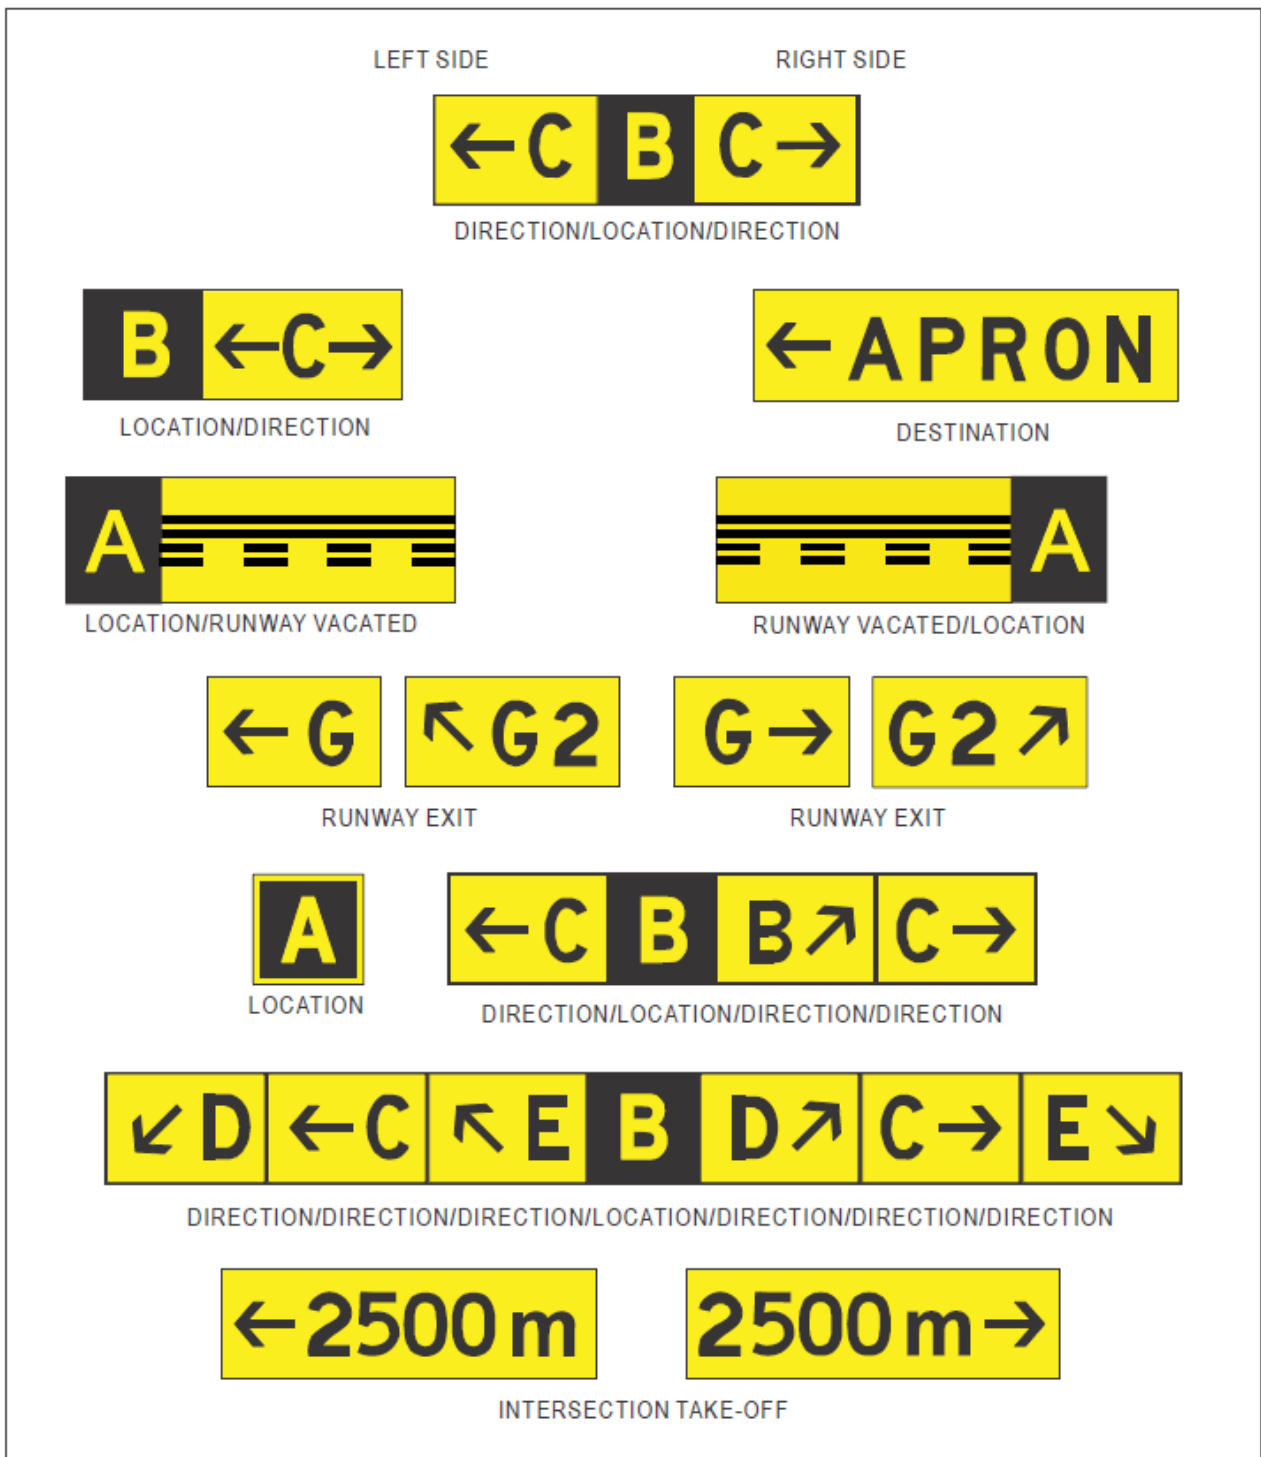 LEFT SIDE RIGHT SIDE
←C B C→
DIRECTION/LOCATION/DIRECTION
B ←C→ ←APRON
LOCATION/DIRECTION DESTINATION
A A
LOCATION/RUNWAY VACATED RUNWAY VACATED/LOCATION
←G ↖G2 G→ G2↗
RUNWAY EXIT RUNWAY EXIT
A ←C B B↗ C→
LOCATION DIRECTION/LOCATION/DIRECTION/DIRECTION
↙D ←C ↖E B D↗ C→ E↘
DIRECTION/DIRECTION/DIRECTION/LOCATION/DIRECTION/DIRECTION/DIRECTION
←2500m 2500m→
INTERSECTION TAKE-OFF